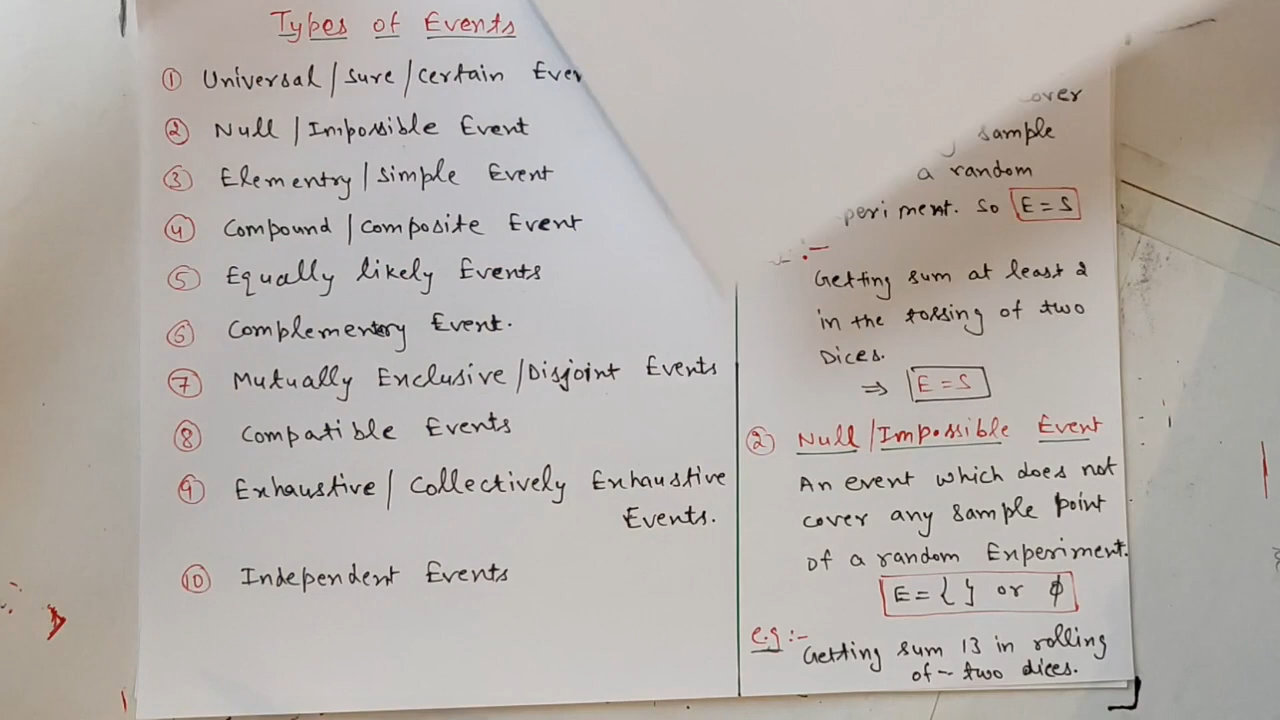 Types of Events
① Universal / Sure / Certain Even
② Null / Impossible Event
③ Elementry / Simple Event
④ Compound / Composite Event
⑤ Equally likely Events
⑥ Complementry Event.
⑦ Mutually Exclusive / Disjoint Events
⑧ Compatible Events
⑨ Exhaustive / Collectively Exhaustive
Events.
⑩ Independent Events
cover
sample
a random
periment. So E = S
Getting sum at least 2
in the tossing of two
Dices.
⇒ E = S
② Null / Impossible Event
An event which does not
cover any sample point
of a random Experiment.
E = { } or ϕ
e.g :-
Getting sum 13 in rolling
of - two dices.